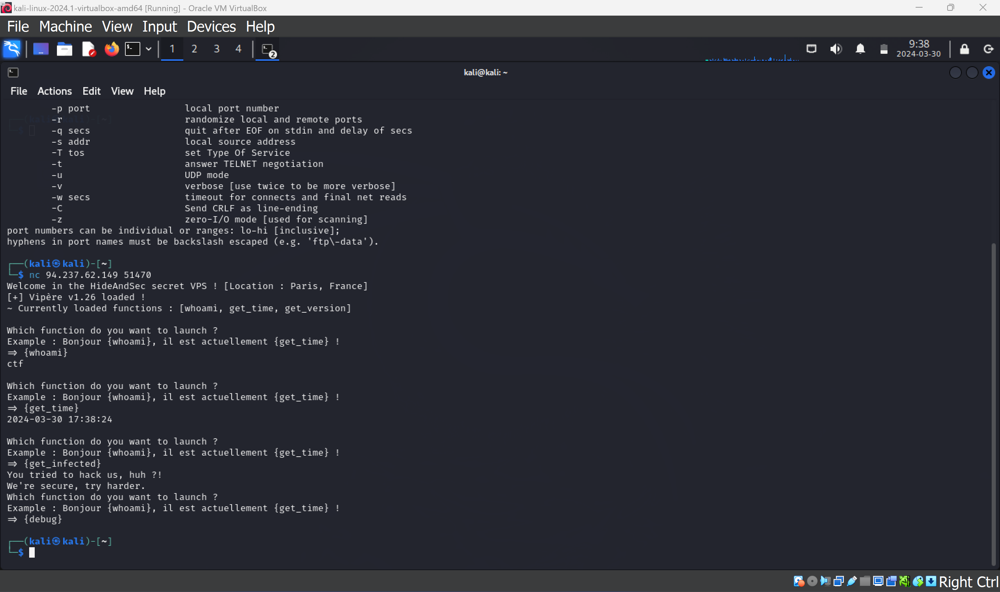 kali-linux-2024.1-virtualbox-amd64 [Running] - Oracle VM VirtualBox
File Machine View Input Devices Help
1 2 3 4 2 9:38
2024-03-30
kali@kali: ~
File Actions Edit View Help
-p port local port number
-r randomize local and remote ports
-q secs quit after EOF on stdin and delay of secs
-s addr local source address
-T tos set Type Of Service
-t answer TELNET negotiation
-u UDP mode
-v verbose [use twice to be more verbose]
-w secs timeout for connects and final net reads
-C Send CRLF as line-ending
-z zero-I/O mode [used for scanning]
port numbers can be individual or ranges: lo-hi [inclusive];
hyphens in port names must be backslash escaped (e.g. 'ftp\-data').
┌──(kali㉿kali)-[~]
└─$ nc 94.237.62.149 51470
Welcome in the HideAndSec secret VPS ! [Location : Paris, France]
[+] Vipère v1.26 loaded !
~ Currently loaded functions : [whoami, get_time, get_version]
Which function do you want to launch ?
Example : Bonjour {whoami}, il est actuellement {get_time} !
⇒ {whoami}
ctf
Which function do you want to launch ?
Example : Bonjour {whoami}, il est actuellement {get_time} !
⇒ {get_time}
2024-03-30 17:38:24
Which function do you want to launch ?
Example : Bonjour {whoami}, il est actuellement {get_time} !
⇒ {get_infected}
You tried to hack us, huh ?!
We're secure, try harder.
Which function do you want to launch ?
Example : Bonjour {whoami}, il est actuellement {get_time} !
⇒ {debug}
┌──(kali㉿kali)-[~]
└─$
Right Ctrl